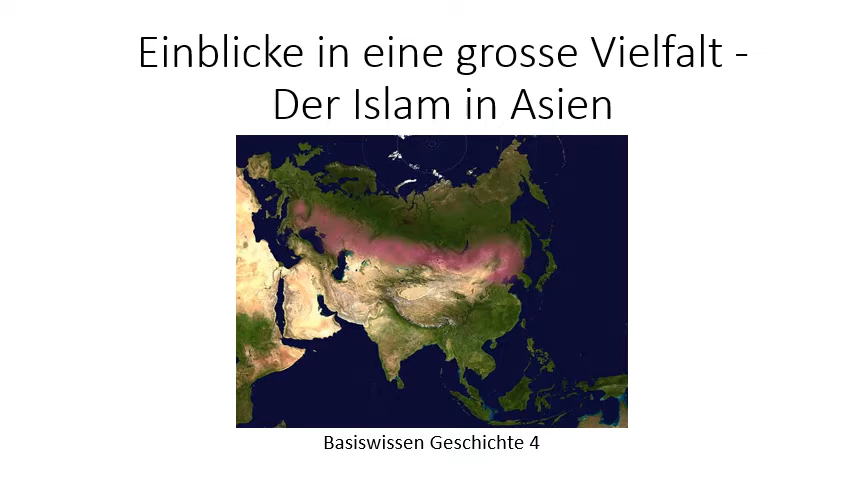 Einblicke in eine grosse Vielfalt -
Der Islam in Asien
Basiswissen Geschichte 4